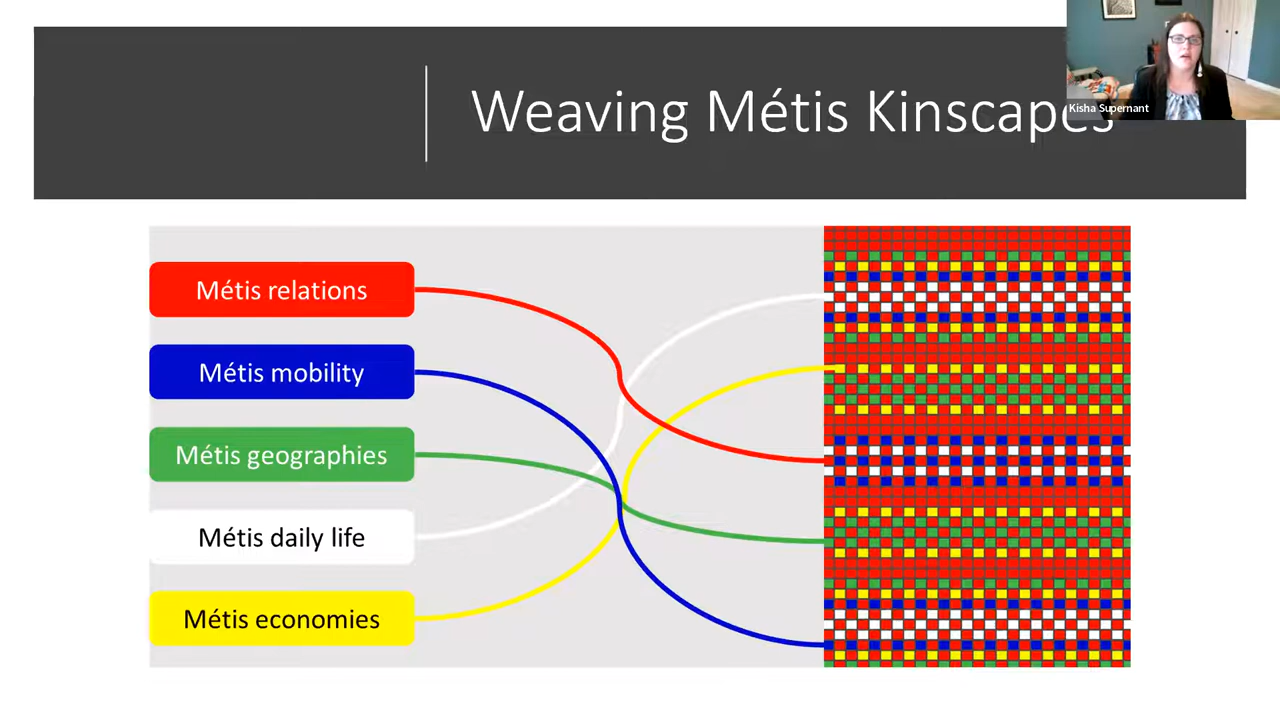 Weaving Métis Kinscapes
Kisha Supernant
Métis relations
Métis mobility
Métis geographies
Métis daily life
Métis economies